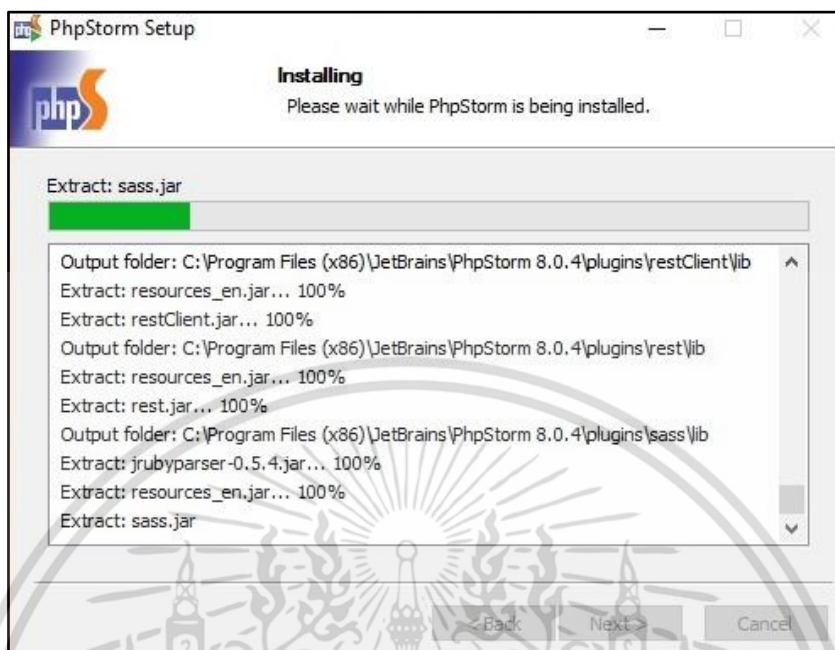 PhpStorm Setup
php
Installing
Please wait while PhpStorm is being installed.
Extract: sass.jar
Output folder: C:\Program Files (x86)\JetBrains\PhpStorm 8.0.4\plugins\restClient\lib
Extract: resources_en.jar... 100%
Extract: restClient.jar... 100%
Output folder: C:\Program Files (x86)\JetBrains\PhpStorm 8.0.4\plugins\rest\lib
Extract: resources_en.jar... 100%
Extract: rest.jar... 100%
Output folder: C:\Program Files (x86)\JetBrains\PhpStorm 8.0.4\plugins\sass\lib
Extract: jrubyparser-0.5.4.jar... 100%
Extract: resources_en.jar... 100%
Extract: sass.jar
< Back Next > Cancel